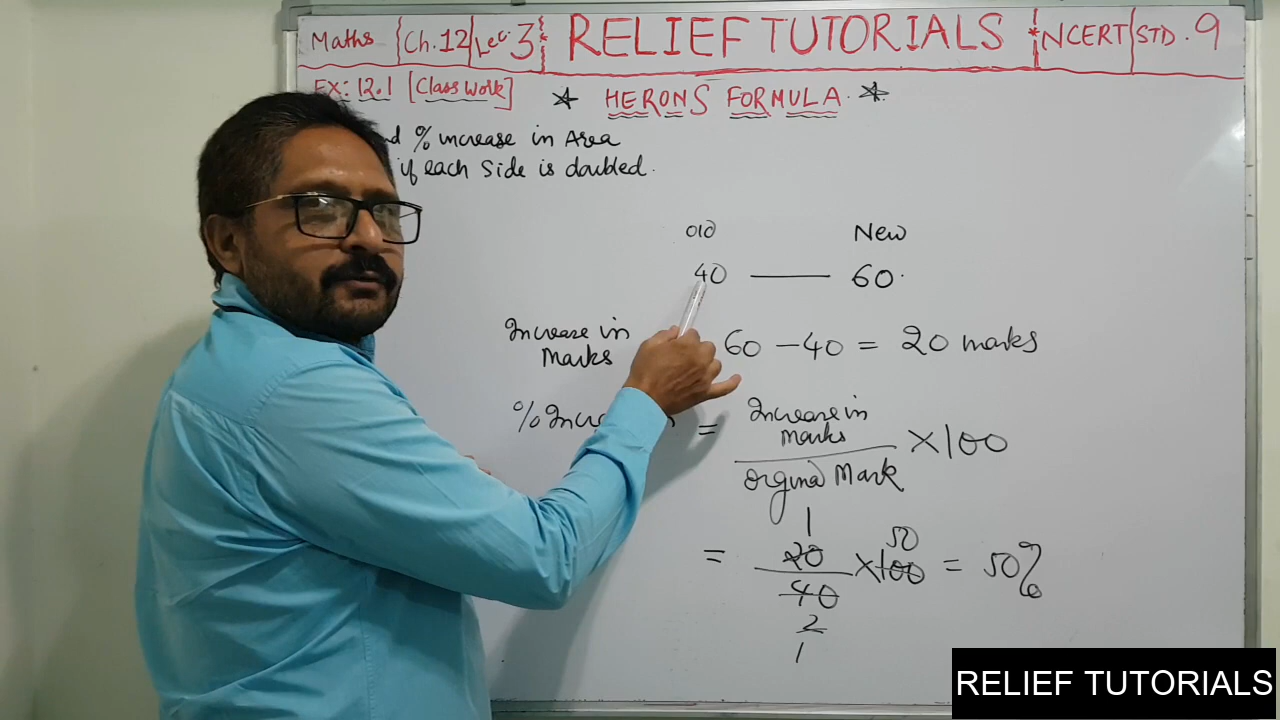 Maths Ch.12 Lec. 3 * RELIEF TUTORIALS * NCERT STD. 9
EX: 12.1 [Class Work] * HERONS FORMULA. *
% increase in Area
if each Side is doubled.
Old New
40 — 60.
Increase in
Marks
60 - 40 = 20 marks
=
Increase in
Marks
Orginal Mark
X 100
1
= 20 / 40 X 100 = 50%
50
2
1
RELIEF TUTORIALS